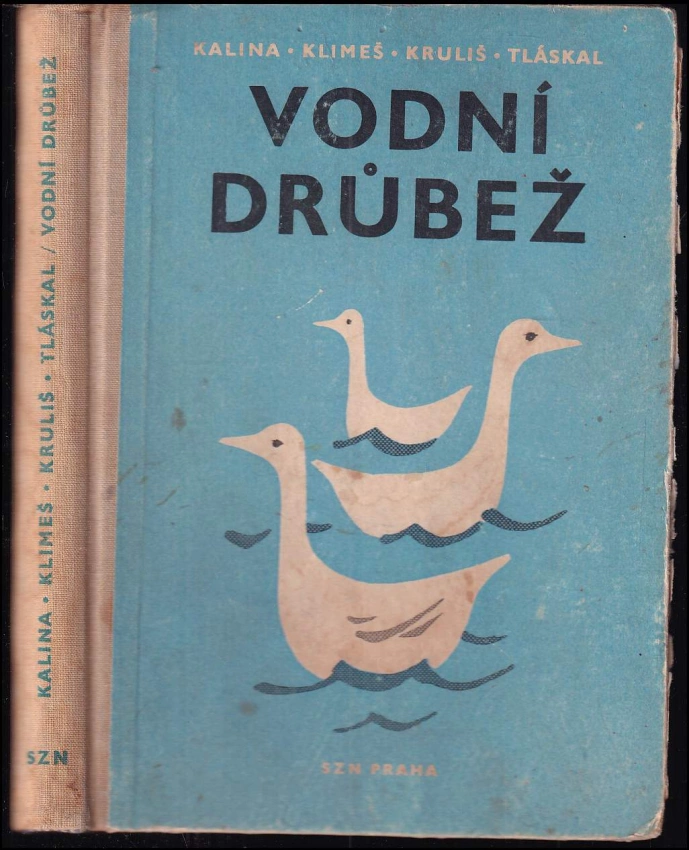 KALINA • KLIMEŠ • KRULIŠ • TLÁSKAL
VODNÍ
DRŮBEŽ
SZN PRAHA
KALINA • KLIMEŠ • KRULIŠ • TLÁSKAL / VODNÍ DRŮBEŽ
SZN